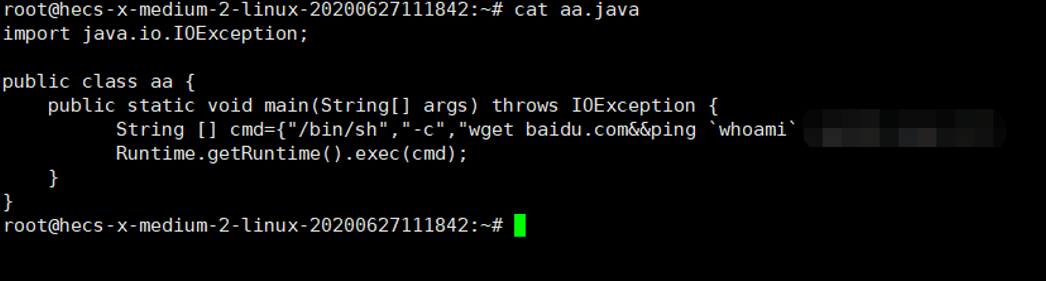 root@hecs-x-medium-2-linux-20200627111842:~# cat aa.java
import java.io.IOException;
public class aa {
public static void main(String[] args) throws IOException {
String [] cmd={"/bin/sh","-c","wget baidu.com&&ping `whoami`
Runtime.getRuntime().exec(cmd);
}
}
root@hecs-x-medium-2-linux-20200627111842:~#